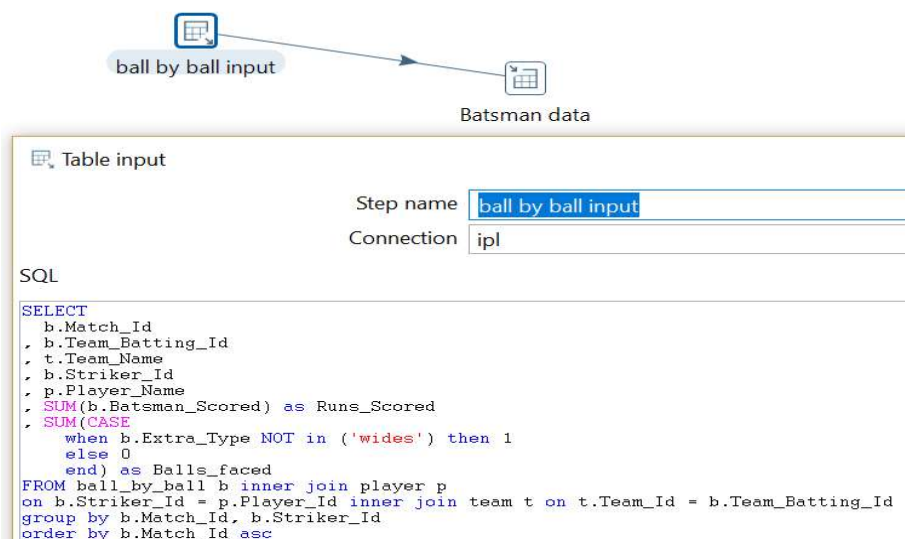 ball by ball input
Batsman data
Table input
Step name ball by ball input
Connection ipl
SQL
SELECT
b.Match_Id
, b.Team_Batting_Id
, t.Team_Name
, b.Striker_Id
, p.Player_Name
, SUM(b.Batsman_Scored) as Runs_Scored
, SUM(CASE
when b.Extra_Type NOT in ('wides') then 1
else 0
end) as Balls_faced
FROM ball_by_ball b inner join player p
on b.Striker_Id = p.Player_Id inner join team t on t.Team_Id = b.Team_Batting_Id
group by b.Match_Id, b.Striker_Id
order by b.Match_Id asc